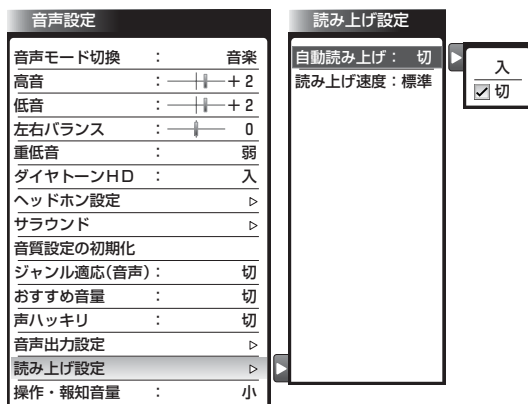 音声設定
音声モード切換 : 音楽
高音 : +2
低音 : +2
左右バランス : 0
重低音 : 弱
ダイヤトーンHD : 入
ヘッドホン設定
サラウンド
音質設定の初期化
ジャンル適応(音声) : 切
おすすめ音量 : 切
声ハッキリ : 切
音声出力設定
読み上げ設定
操作・報知音量 : 小
読み上げ設定
自動読み上げ : 切
読み上げ速度 : 標準
入
切